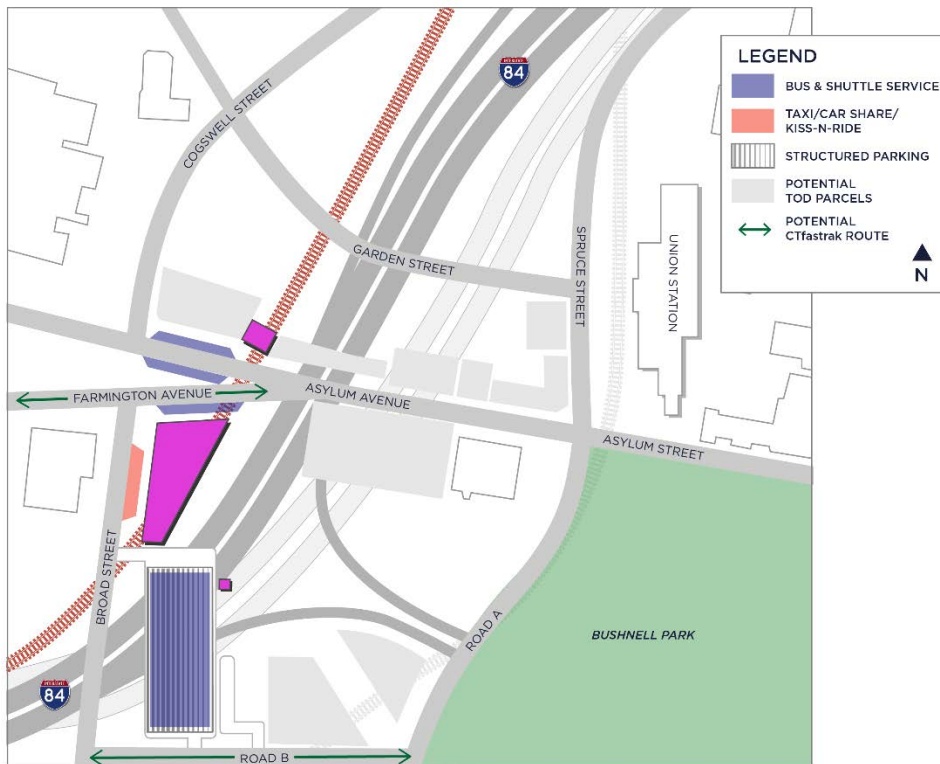 LEGEND
BUS & SHUTTLE SERVICE
TAXI/CAR SHARE/
KISS-N-RIDE
STRUCTURED PARKING
POTENTIAL
TOD PARCELS
POTENTIAL
CTfastrak ROUTE
N
84
COGSWELL STREET
GARDEN STREET
SPRUCE STREET
UNION STATION
FARMINGTON AVENUE
ASYLUM AVENUE
ASYLUM STREET
BROAD STREET
ROAD A
BUSHNELL PARK
84
ROAD B